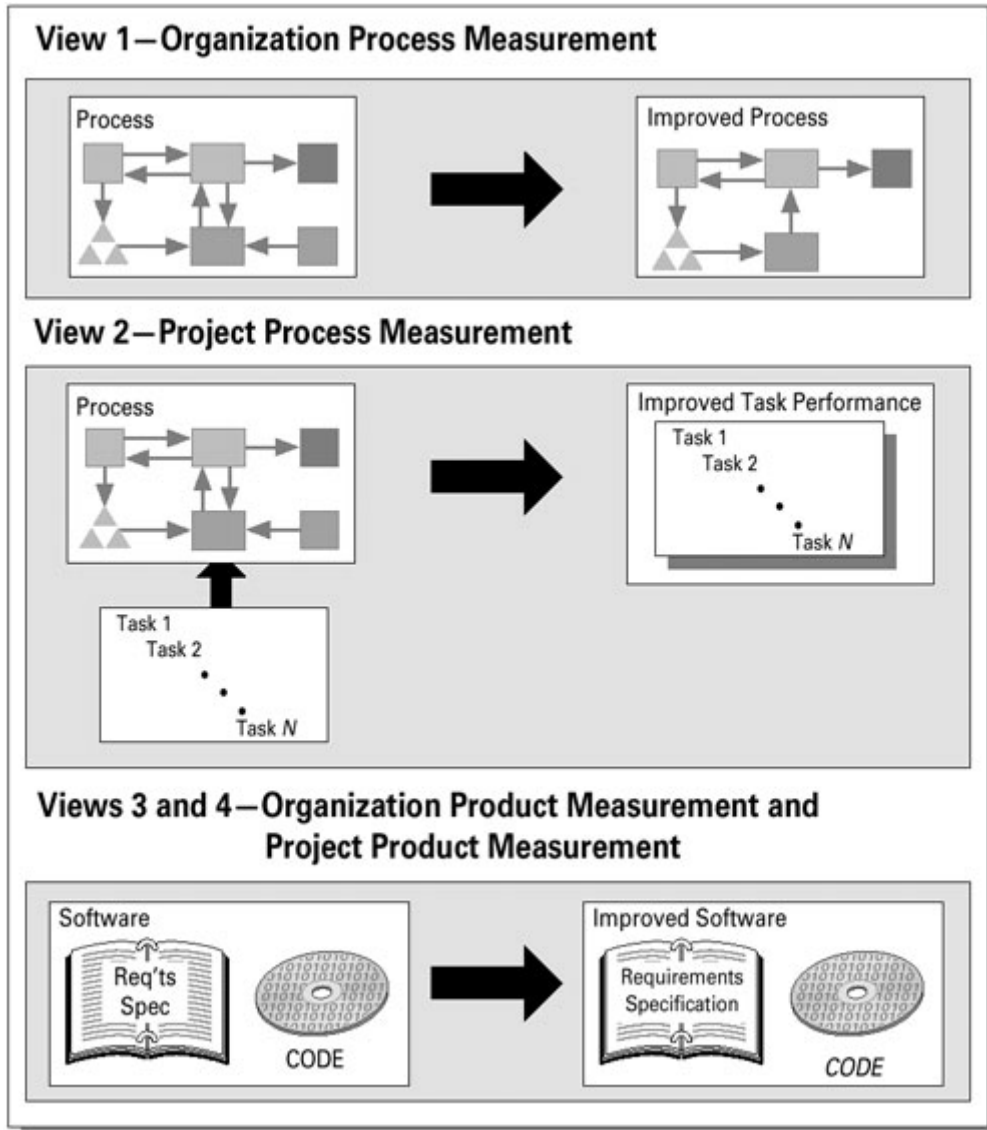 View 1—Organization Process Measurement
Process
Improved Process
View 2—Project Process Measurement
Process
Improved Task Performance
Task 1
Task 2
Task N
Task 1
Task 2
Task N
Views 3 and 4—Organization Product Measurement and
Project Product Measurement
Software
Req'ts
Spec
CODE
Improved Software
Requirements
Specification
CODE